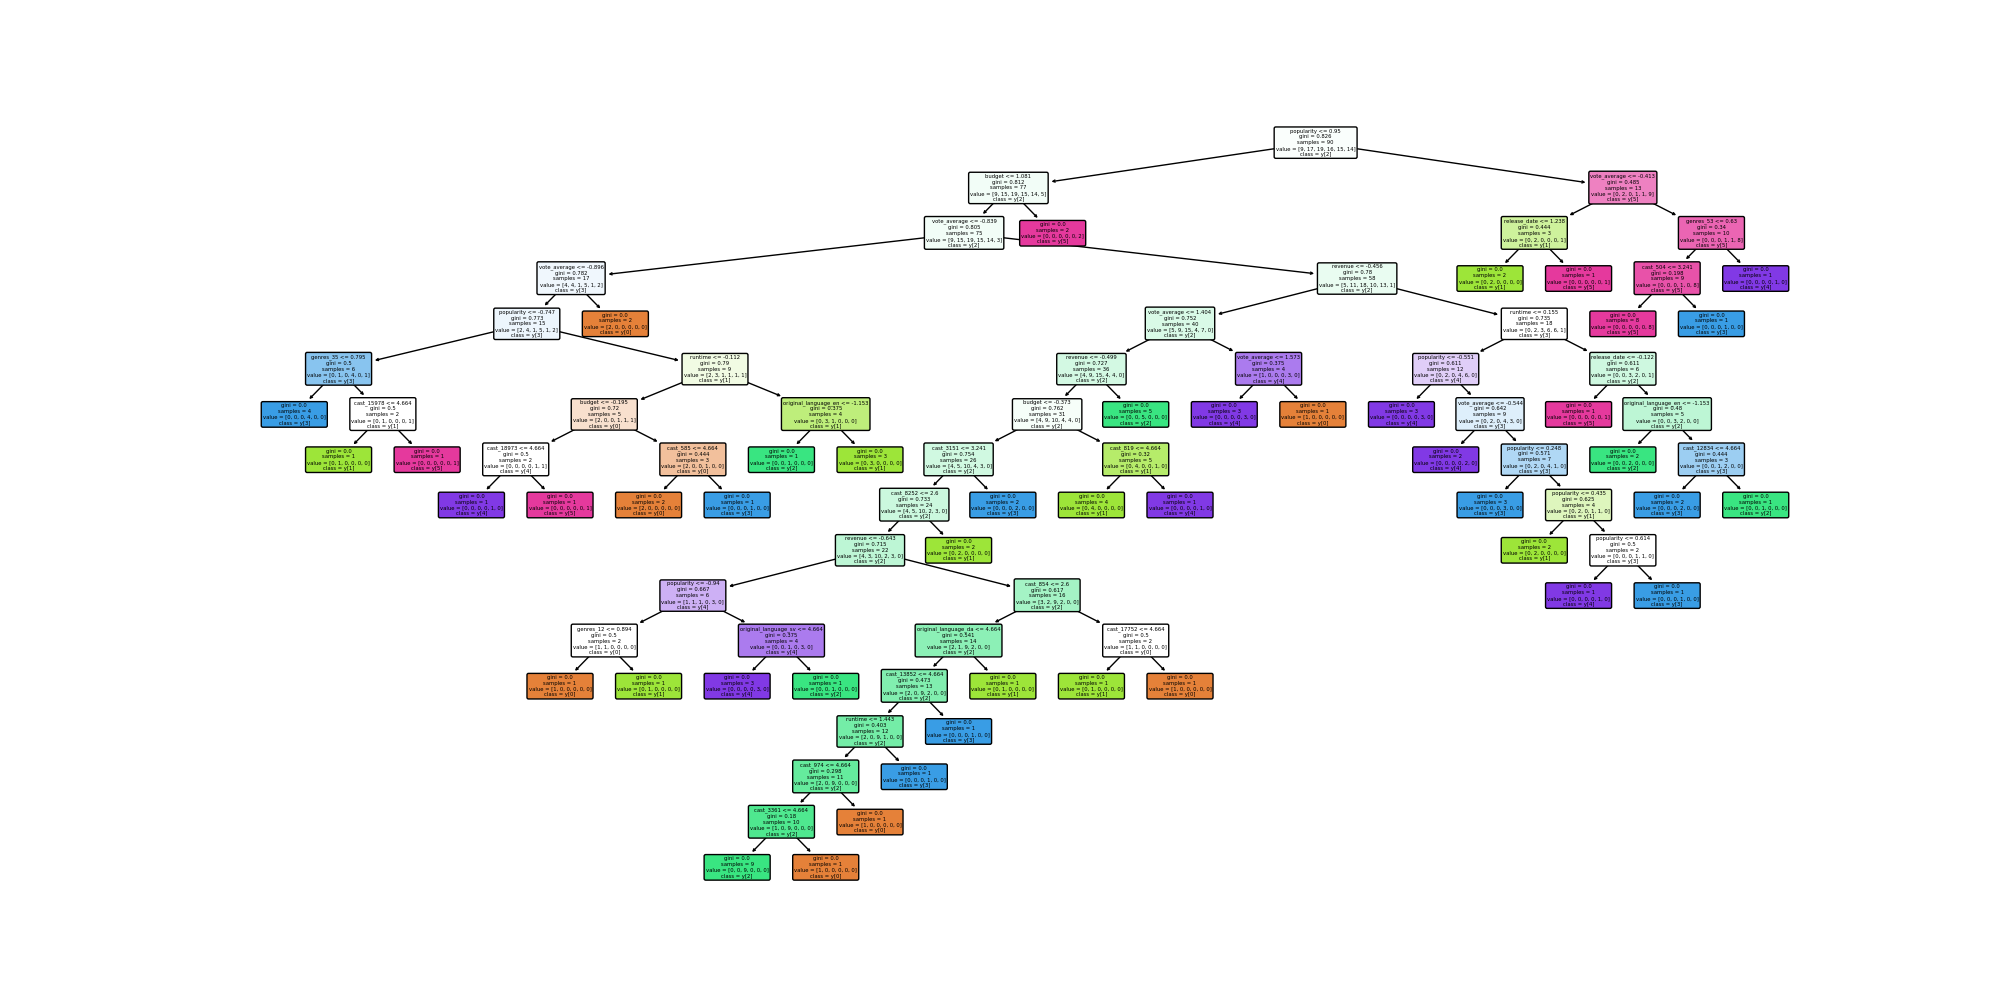 popularity <= 0.95
gini = 0.826
samples = 90
value = [9, 17, 19, 16, 15, 14]
class = y[2]
budget <= 1.081
gini = 0.812
samples = 77
value = [9, 15, 19, 15, 14, 5]
class = y[2]
vote_average <= -0.413
gini = 0.485
samples = 13
value = [0, 2, 0, 1, 1, 9]
class = y[5]
vote_average <= -0.839
gini = 0.805
samples = 75
value = [9, 15, 19, 15, 14, 3]
class = y[2]
gini = 0.0
samples = 2
value = [0, 0, 0, 0, 0, 2]
class = y[5]
release_date <= 1.238
gini = 0.444
samples = 3
value = [0, 2, 0, 0, 0, 1]
class = y[1]
genres_53 <= 0.63
gini = 0.34
samples = 10
value = [0, 0, 0, 1, 1, 8]
class = y[5]
vote_average <= -0.896
gini = 0.782
samples = 17
value = [4, 4, 1, 5, 1, 2]
class = y[3]
revenue <= -0.456
gini = 0.78
samples = 58
value = [5, 11, 18, 10, 13, 1]
class = y[2]
gini = 0.0
samples = 2
value = [0, 2, 0, 0, 0, 0]
class = y[1]
gini = 0.0
samples = 1
value = [0, 0, 0, 0, 0, 1]
class = y[5]
cast_504 <= 3.241
gini = 0.198
samples = 9
value = [0, 0, 0, 1, 0, 8]
class = y[5]
gini = 0.0
samples = 1
value = [0, 0, 0, 0, 1, 0]
class = y[4]
popularity <= -0.747
gini = 0.773
samples = 15
value = [2, 4, 1, 5, 1, 2]
class = y[3]
gini = 0.0
samples = 2
value = [2, 0, 0, 0, 0, 0]
class = y[0]
vote_average <= 1.404
gini = 0.752
samples = 40
value = [5, 9, 15, 4, 7, 0]
class = y[2]
runtime <= 0.155
gini = 0.735
samples = 18
value = [0, 2, 3, 6, 6, 1]
class = y[3]
gini = 0.0
samples = 8
value = [0, 0, 0, 0, 0, 8]
class = y[5]
gini = 0.0
samples = 1
value = [0, 0, 0, 1, 0, 0]
class = y[3]
genres_35 <= 0.795
gini = 0.5
samples = 6
value = [0, 1, 0, 4, 0, 1]
class = y[3]
runtime <= -0.112
gini = 0.79
samples = 9
value = [2, 3, 1, 1, 1, 1]
class = y[1]
revenue <= -0.499
gini = 0.727
samples = 36
value = [4, 9, 15, 4, 4, 0]
class = y[2]
vote_average <= 1.573
gini = 0.375
samples = 4
value = [1, 0, 0, 0, 3, 0]
class = y[4]
popularity <= -0.551
gini = 0.611
samples = 12
value = [0, 2, 0, 4, 6, 0]
class = y[4]
release_date <= -0.122
gini = 0.611
samples = 6
value = [0, 0, 3, 2, 0, 1]
class = y[2]
gini = 0.0
samples = 4
value = [0, 0, 0, 4, 0, 0]
class = y[3]
cast_15978 <= 4.664
gini = 0.5
samples = 2
value = [0, 1, 0, 0, 0, 1]
class = y[1]
budget <= -0.195
gini = 0.72
samples = 5
value = [2, 0, 0, 1, 1, 1]
class = y[0]
original_language_en <= -1.153
gini = 0.375
samples = 4
value = [0, 3, 1, 0, 0, 0]
class = y[1]
budget <= -0.373
gini = 0.762
samples = 31
value = [4, 9, 10, 4, 4, 0]
class = y[2]
gini = 0.0
samples = 5
value = [0, 0, 5, 0, 0, 0]
class = y[2]
gini = 0.0
samples = 3
value = [0, 0, 0, 0, 3, 0]
class = y[4]
gini = 0.0
samples = 1
value = [1, 0, 0, 0, 0, 0]
class = y[0]
gini = 0.0
samples = 3
value = [0, 0, 0, 0, 3, 0]
class = y[4]
vote_average <= -0.544
gini = 0.642
samples = 9
value = [0, 2, 0, 4, 3, 0]
class = y[3]
gini = 0.0
samples = 1
value = [0, 0, 0, 0, 0, 1]
class = y[5]
original_language_en <= -1.153
gini = 0.48
samples = 5
value = [0, 0, 3, 2, 0, 0]
class = y[2]
gini = 0.0
samples = 1
value = [0, 1, 0, 0, 0, 0]
class = y[1]
gini = 0.0
samples = 1
value = [0, 0, 0, 0, 0, 1]
class = y[5]
cast_18973 <= 4.664
gini = 0.5
samples = 2
value = [0, 0, 0, 0, 1, 1]
class = y[4]
cast_585 <= 4.664
gini = 0.444
samples = 3
value = [2, 0, 0, 1, 0, 0]
class = y[0]
gini = 0.0
samples = 1
value = [0, 0, 1, 0, 0, 0]
class = y[2]
gini = 0.0
samples = 3
value = [0, 3, 0, 0, 0, 0]
class = y[1]
cast_3151 <= 3.241
gini = 0.754
samples = 26
value = [4, 5, 10, 4, 3, 0]
class = y[2]
cast_819 <= 4.664
gini = 0.32
samples = 5
value = [0, 4, 0, 0, 1, 0]
class = y[1]
gini = 0.0
samples = 2
value = [0, 0, 0, 0, 2, 0]
class = y[4]
popularity <= 0.248
gini = 0.571
samples = 7
value = [0, 2, 0, 4, 1, 0]
class = y[3]
gini = 0.0
samples = 2
value = [0, 0, 2, 0, 0, 0]
class = y[2]
cast_12834 <= 4.664
gini = 0.444
samples = 3
value = [0, 0, 1, 2, 0, 0]
class = y[3]
gini = 0.0
samples = 1
value = [0, 0, 0, 0, 1, 0]
class = y[4]
gini = 0.0
samples = 1
value = [0, 0, 0, 0, 0, 1]
class = y[5]
gini = 0.0
samples = 2
value = [2, 0, 0, 0, 0, 0]
class = y[0]
gini = 0.0
samples = 1
value = [0, 0, 0, 1, 0, 0]
class = y[3]
cast_8252 <= 2.6
gini = 0.733
samples = 24
value = [4, 5, 10, 2, 3, 0]
class = y[2]
gini = 0.0
samples = 2
value = [0, 0, 0, 2, 0, 0]
class = y[3]
gini = 0.0
samples = 4
value = [0, 4, 0, 0, 0, 0]
class = y[1]
gini = 0.0
samples = 1
value = [0, 0, 0, 0, 1, 0]
class = y[4]
gini = 0.0
samples = 3
value = [0, 0, 0, 3, 0, 0]
class = y[3]
popularity <= 0.435
gini = 0.625
samples = 4
value = [0, 2, 0, 1, 1, 0]
class = y[1]
gini = 0.0
samples = 2
value = [0, 0, 0, 2, 0, 0]
class = y[3]
gini = 0.0
samples = 1
value = [0, 0, 1, 0, 0, 0]
class = y[2]
revenue <= -0.643
gini = 0.715
samples = 22
value = [4, 3, 10, 2, 3, 0]
class = y[2]
gini = 0.0
samples = 2
value = [0, 2, 0, 0, 0, 0]
class = y[1]
gini = 0.0
samples = 2
value = [0, 2, 0, 0, 0, 0]
class = y[1]
popularity <= 0.614
gini = 0.5
samples = 2
value = [0, 0, 0, 1, 1, 0]
class = y[3]
popularity <= -0.94
gini = 0.667
samples = 6
value = [1, 1, 1, 0, 3, 0]
class = y[4]
cast_854 <= 2.6
gini = 0.617
samples = 16
value = [3, 2, 9, 2, 0, 0]
class = y[2]
gini = 0.0
samples = 1
value = [0, 0, 0, 0, 1, 0]
class = y[4]
gini = 0.0
samples = 1
value = [0, 0, 0, 1, 0, 0]
class = y[3]
genres_12 <= 0.894
gini = 0.5
samples = 2
value = [1, 1, 0, 0, 0, 0]
class = y[0]
original_language_sv <= 4.664
gini = 0.375
samples = 4
value = [0, 0, 1, 0, 3, 0]
class = y[4]
original_language_da <= 4.664
gini = 0.541
samples = 14
value = [2, 1, 9, 2, 0, 0]
class = y[2]
cast_17752 <= 4.664
gini = 0.5
samples = 2
value = [1, 1, 0, 0, 0, 0]
class = y[0]
gini = 0.0
samples = 1
value = [1, 0, 0, 0, 0, 0]
class = y[0]
gini = 0.0
samples = 1
value = [0, 1, 0, 0, 0, 0]
class = y[1]
gini = 0.0
samples = 3
value = [0, 0, 0, 0, 3, 0]
class = y[4]
gini = 0.0
samples = 1
value = [0, 0, 1, 0, 0, 0]
class = y[2]
cast_13852 <= 4.664
gini = 0.473
samples = 13
value = [2, 0, 9, 2, 0, 0]
class = y[2]
gini = 0.0
samples = 1
value = [0, 1, 0, 0, 0, 0]
class = y[1]
gini = 0.0
samples = 1
value = [0, 1, 0, 0, 0, 0]
class = y[1]
gini = 0.0
samples = 1
value = [1, 0, 0, 0, 0, 0]
class = y[0]
runtime <= 1.443
gini = 0.403
samples = 12
value = [2, 0, 9, 1, 0, 0]
class = y[2]
gini = 0.0
samples = 1
value = [0, 0, 0, 1, 0, 0]
class = y[3]
cast_974 <= 4.664
gini = 0.298
samples = 11
value = [2, 0, 9, 0, 0, 0]
class = y[2]
gini = 0.0
samples = 1
value = [0, 0, 0, 1, 0, 0]
class = y[3]
cast_3361 <= 4.664
gini = 0.18
samples = 10
value = [1, 0, 9, 0, 0, 0]
class = y[2]
gini = 0.0
samples = 1
value = [1, 0, 0, 0, 0, 0]
class = y[0]
gini = 0.0
samples = 9
value = [0, 0, 9, 0, 0, 0]
class = y[2]
gini = 0.0
samples = 1
value = [1, 0, 0, 0, 0, 0]
class = y[0]